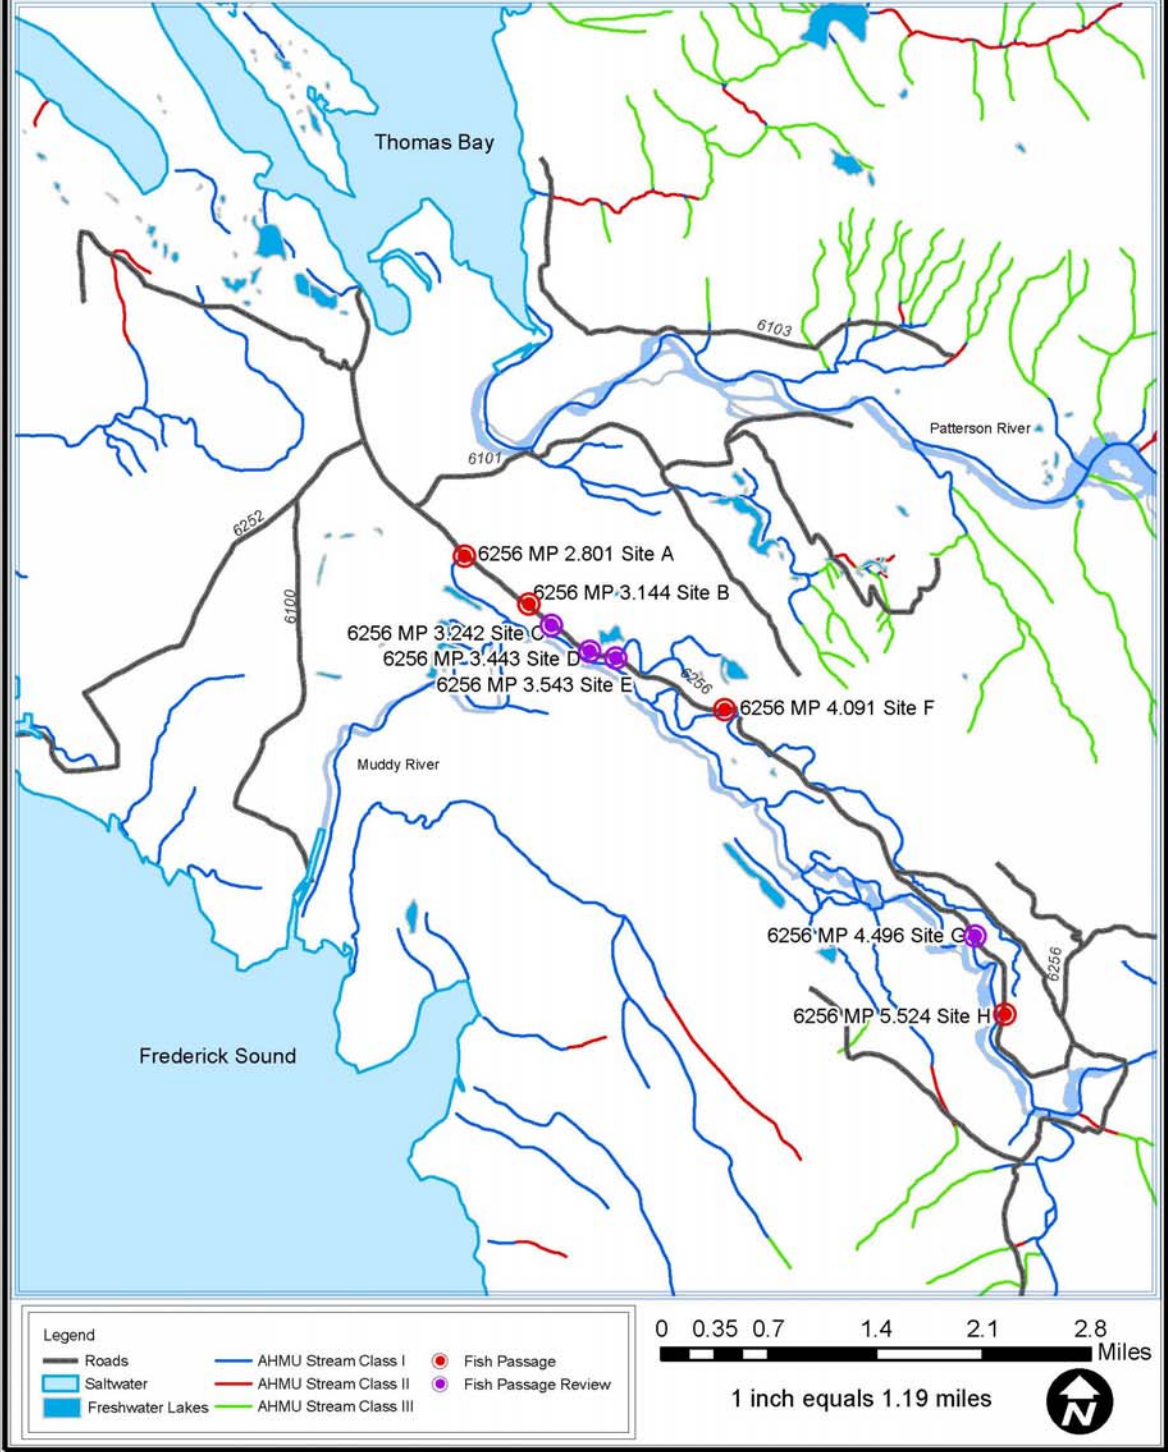 Thomas Bay
6103
Patterson River
6101
6252
6256 MP 2.801 Site A
6256 MP 3.144 Site B
6100
6256 MP 3.242 Site C
6256 MP 3.443 Site D
6256 MP 3.543 Site E
6256
6256 MP 4.091 Site F
Muddy River
6256 MP 4.496 Site G
6256
6256 MP 5.524 Site H
Frederick Sound
Legend
Roads
Saltwater
Freshwater Lakes
AHMU Stream Class I
AHMU Stream Class II
AHMU Stream Class III
Fish Passage
Fish Passage Review
0 0.35 0.7 1.4 2.1 2.8
Miles
1 inch equals 1.19 miles
N